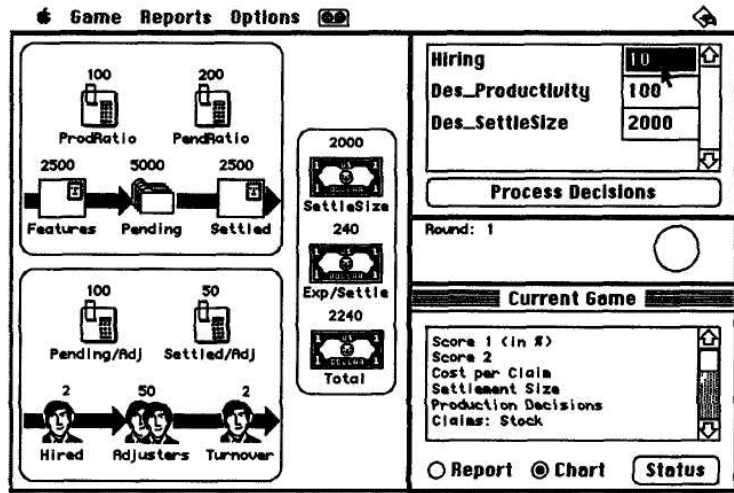 Game Reports Options
100 200
ProdRatio PendRatio
2500 5000 2500
Features Pending Settled
100 50
Pending/Adj Settled/Adj
2 50 2
Hired Adjusters Turnover
2000
SettleSize
240
Exp/Settle
2240
Total
Hiring 10
Des_Productivity 100
Des_SettleSize 2000
Process Decisions
Round: 1
Current Game
Score 1 (in %)
Score 2
Cost per Claim
Settlement Size
Production Decisions
Claims: Stock
Report Chart Status